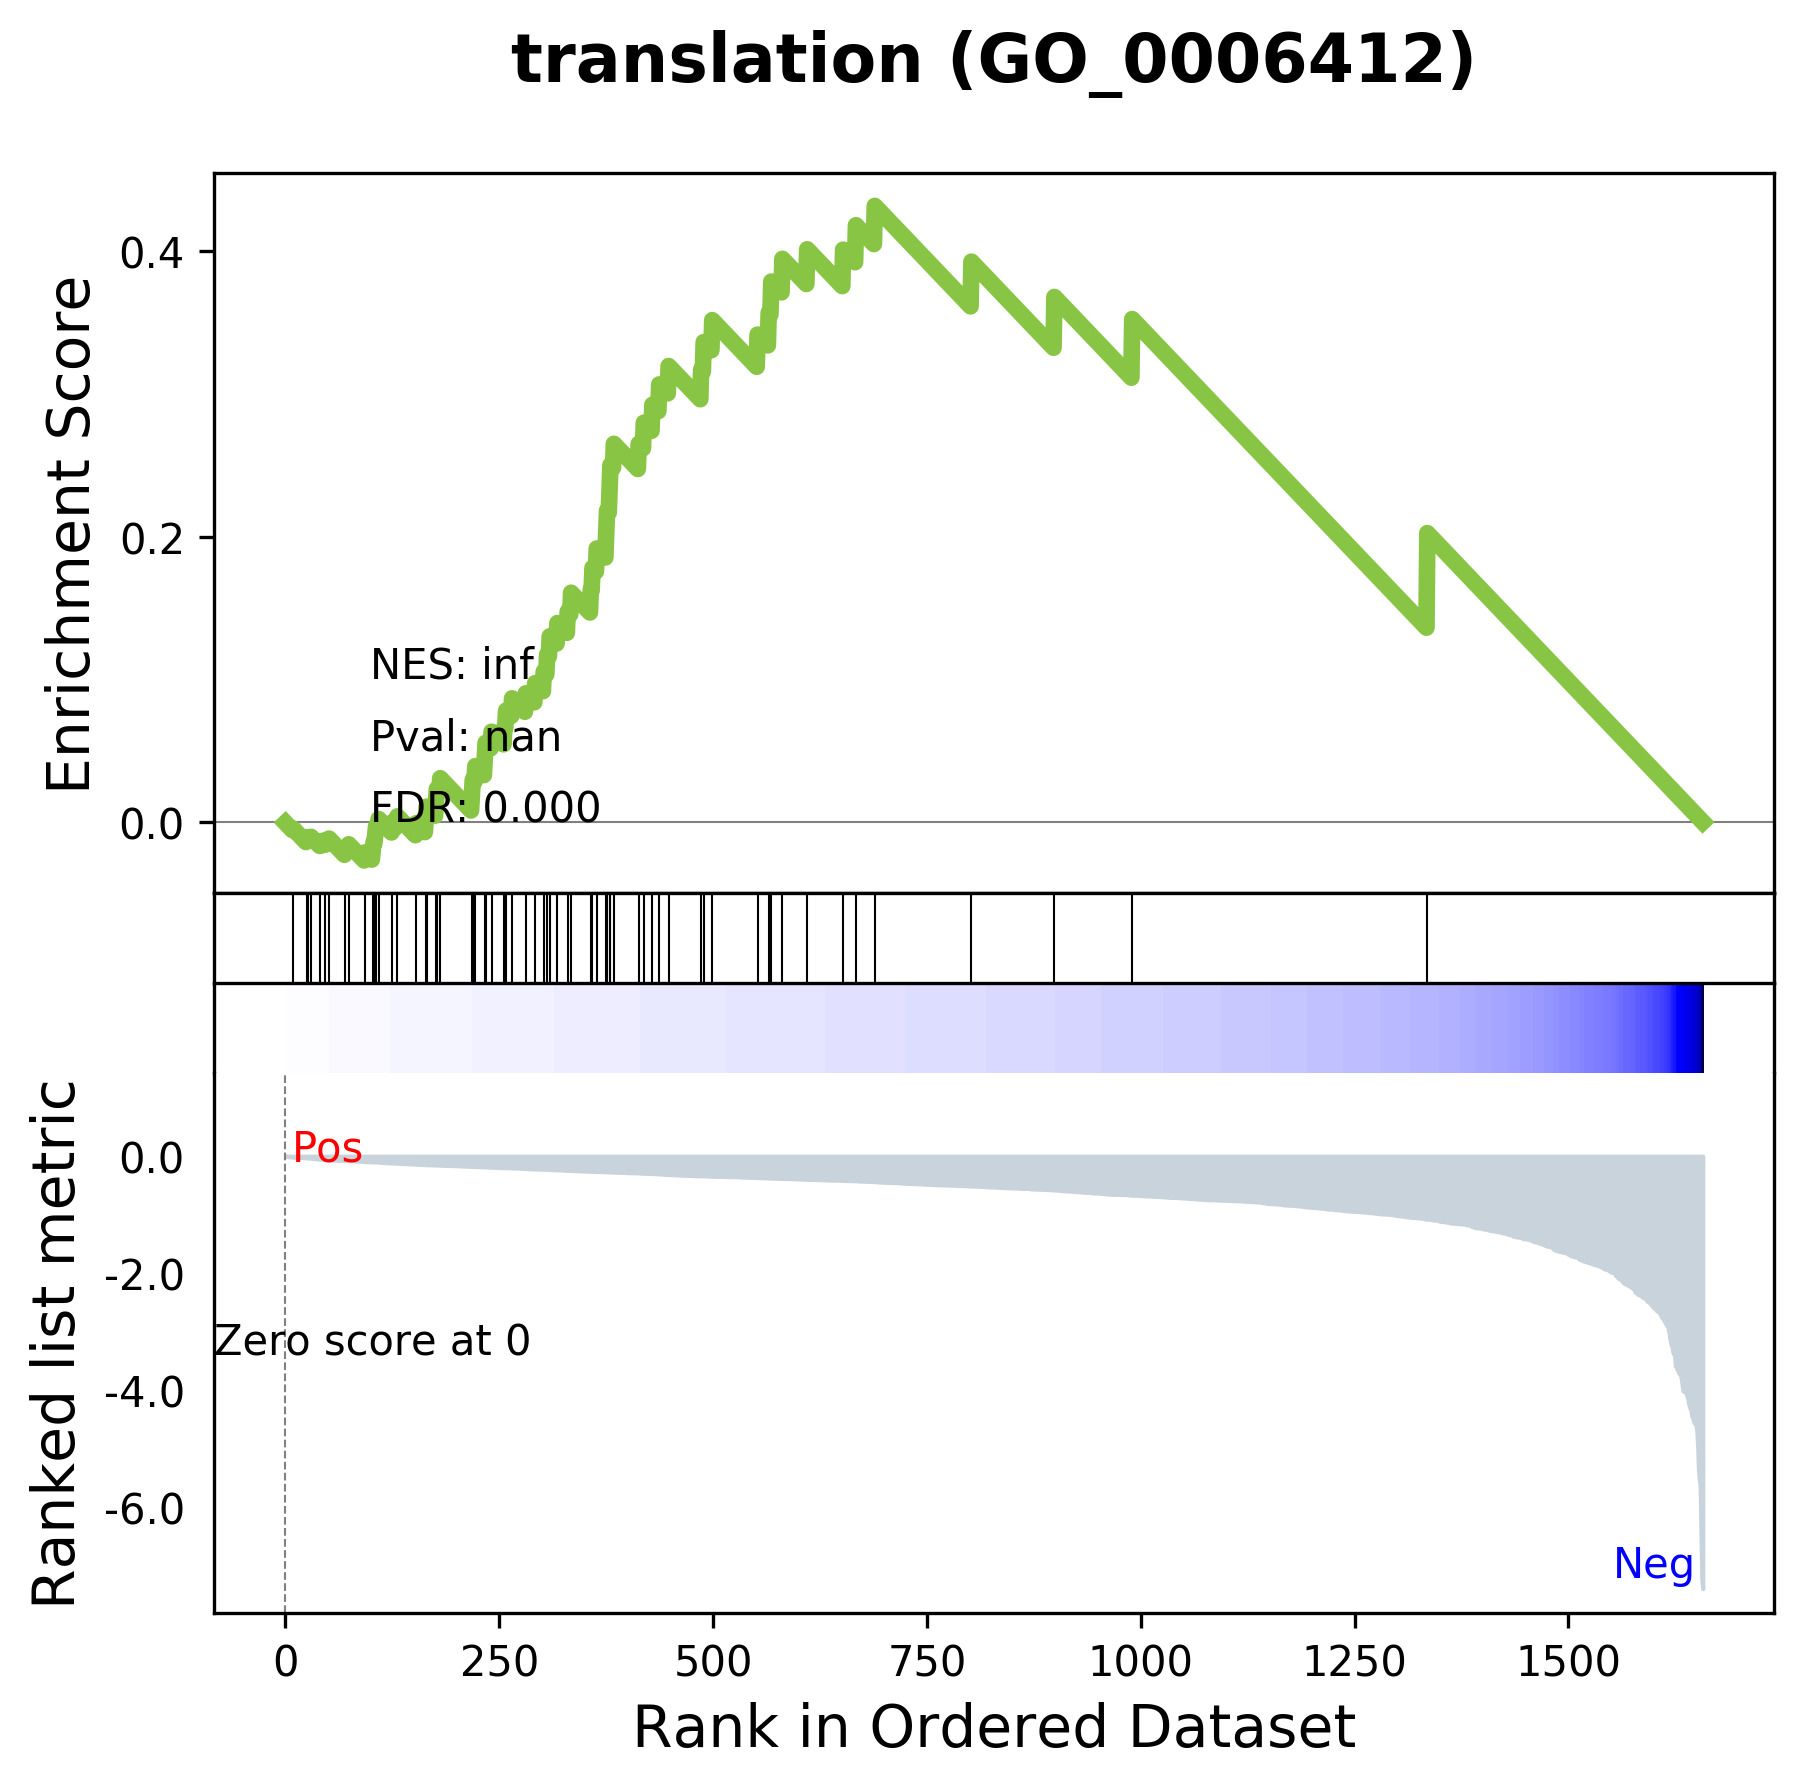 translation (GO_0006412)
Enrichment Score
0.4
0.2
0.0
NES: inf
Pval: nan
FDR: 0.000
Ranked list metric
0.0
-2.0
-4.0
-6.0
Pos
Zero score at 0
Neg
0 250 500 750 1000 1250 1500
Rank in Ordered Dataset